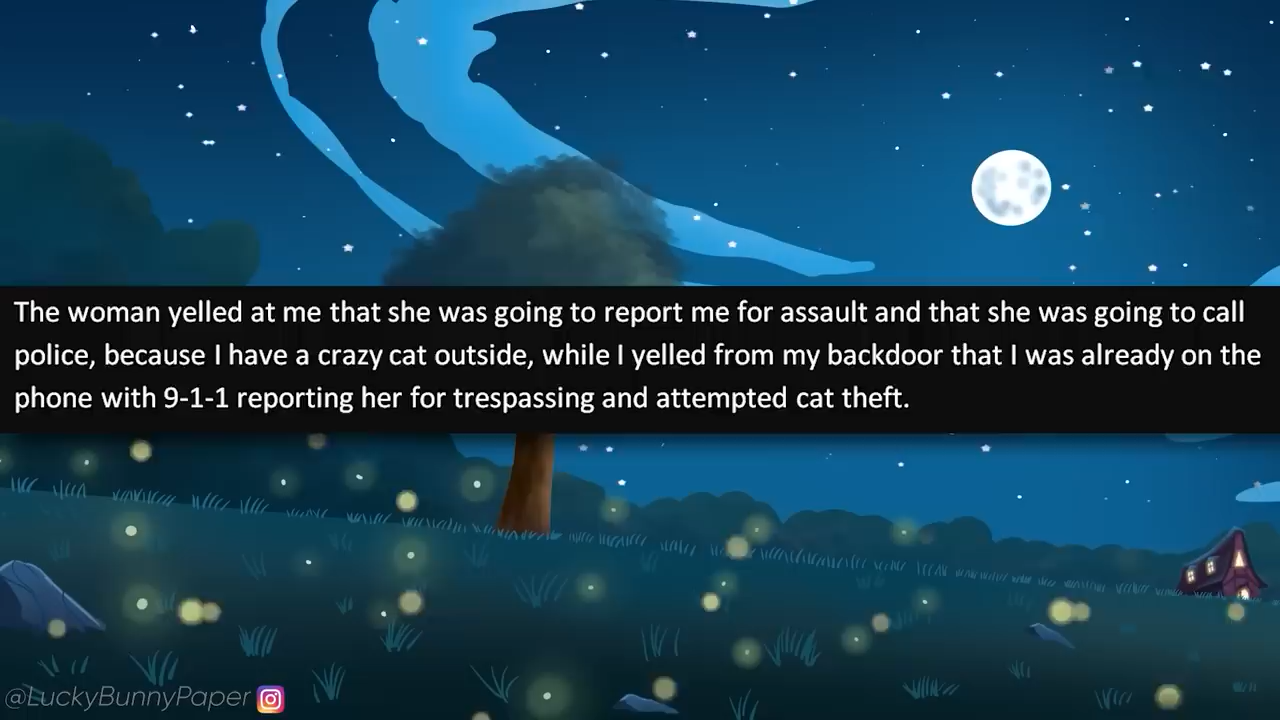 The woman yelled at me that she was going to report me for assault and that she was going to call
police, because I have a crazy cat outside, while I yelled from my backdoor that I was already on the
phone with 9-1-1 reporting her for trespassing and attempted cat theft.
@LuckyBunnyPaper